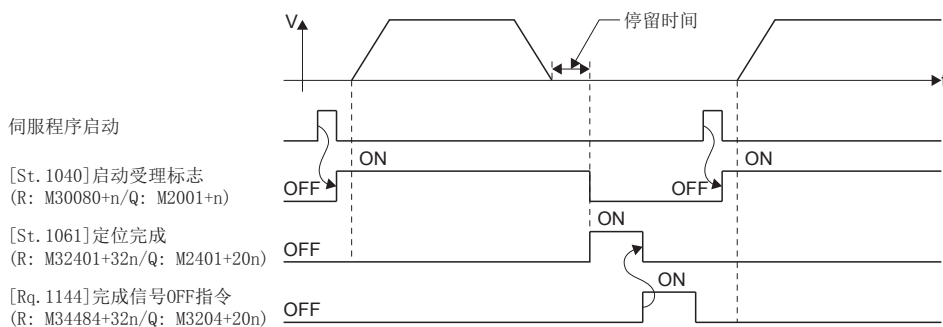 V
停留时间
t
伺服程序启动
ON
ON
[St.1040]启动受理标志
OFF
OFF
(R: M30080+n/Q: M2001+n)
ON
[St.1061]定位完成
OFF
(R: M32401+32n/Q: M2401+20n)
ON
[Rq.1144]完成信号OFF指令
OFF
(R: M34484+32n/Q: M3204+20n)